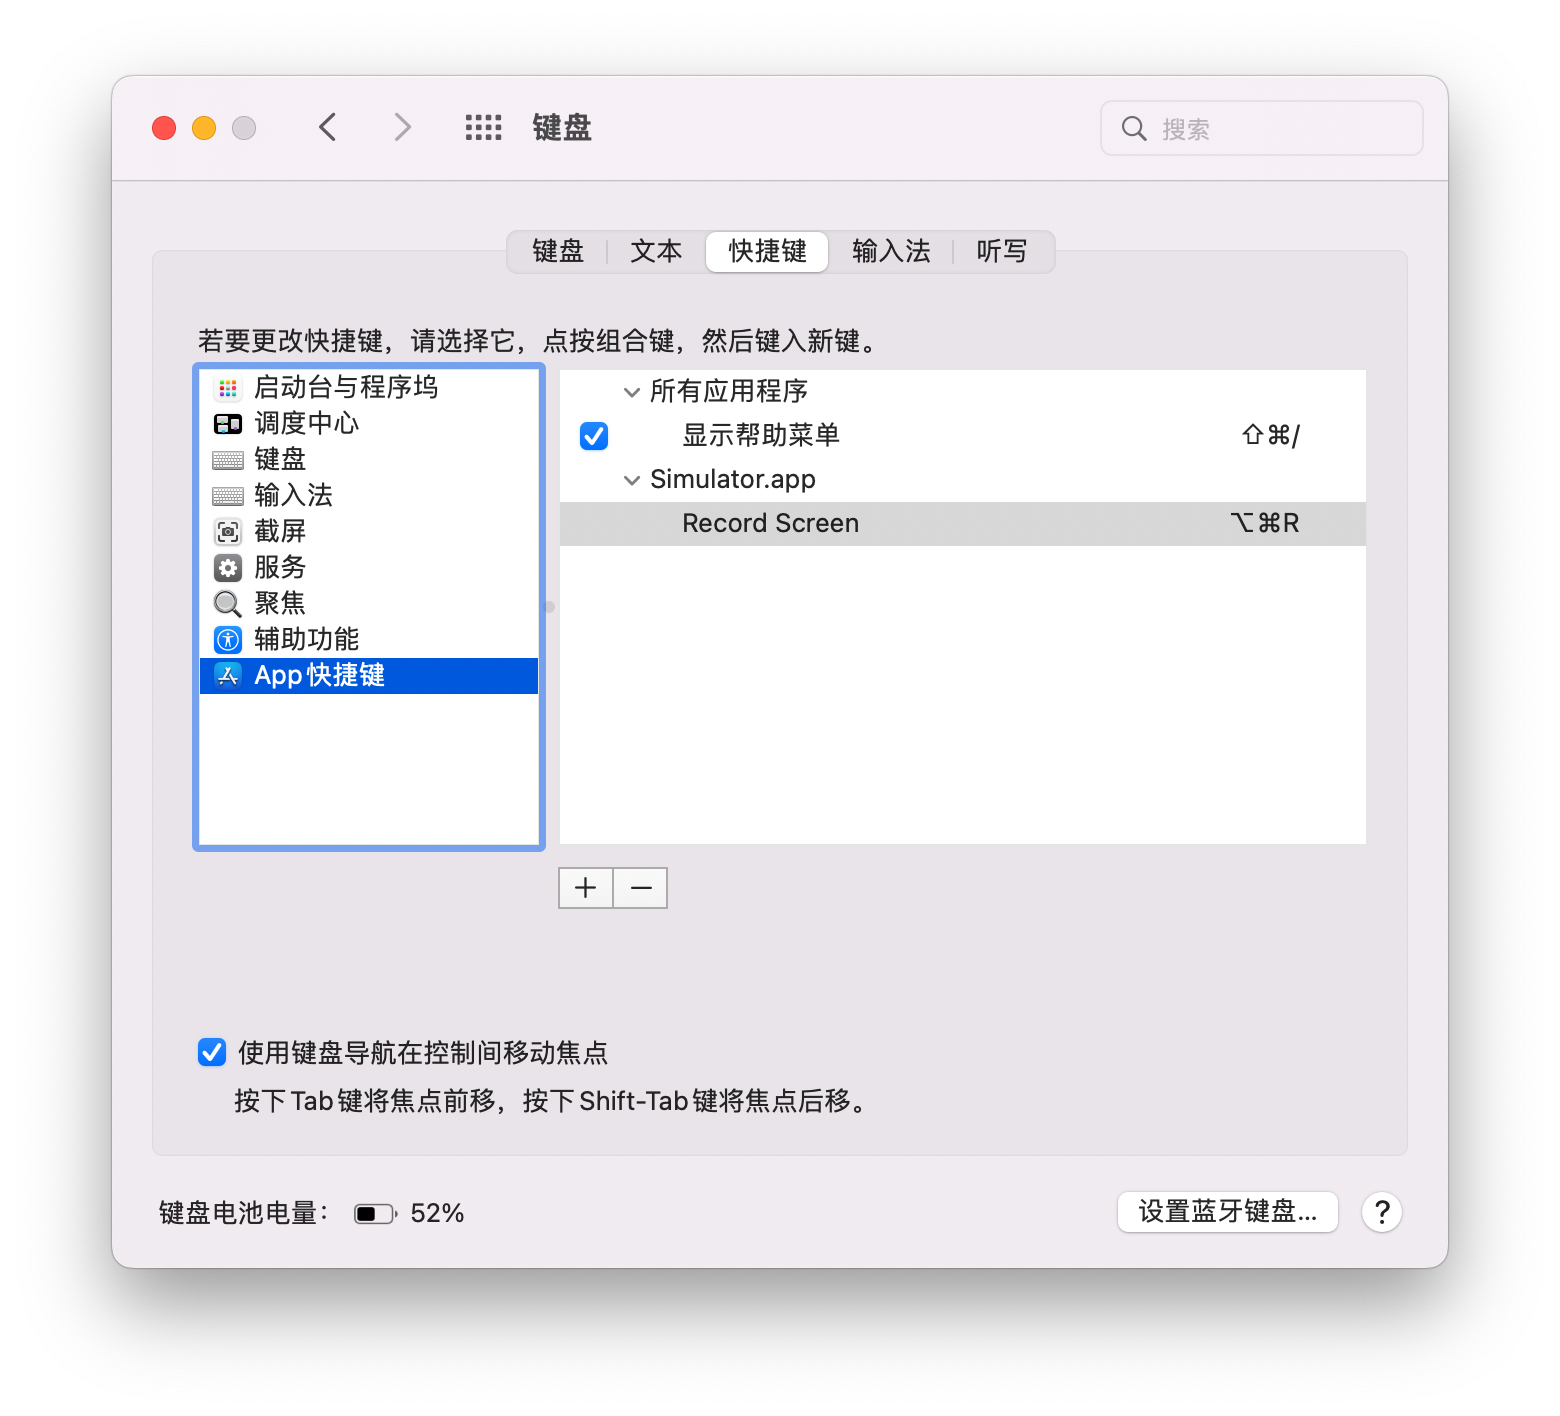 键盘
搜索
键盘 文本 快捷键 输入法 听写
若要更改快捷键，请选择它，点按组合键，然后键入新键。
启动台与程序坞
调度中心
键盘
输入法
截屏
服务
聚焦
辅助功能
App快捷键
所有应用程序
显示帮助菜单 ⇧⌘/
Simulator.app
Record Screen ⌥⌘R
使用键盘导航在控制间移动焦点
按下Tab键将焦点前移，按下Shift-Tab键将焦点后移。
键盘电池电量： 52%
设置蓝牙键盘...
?